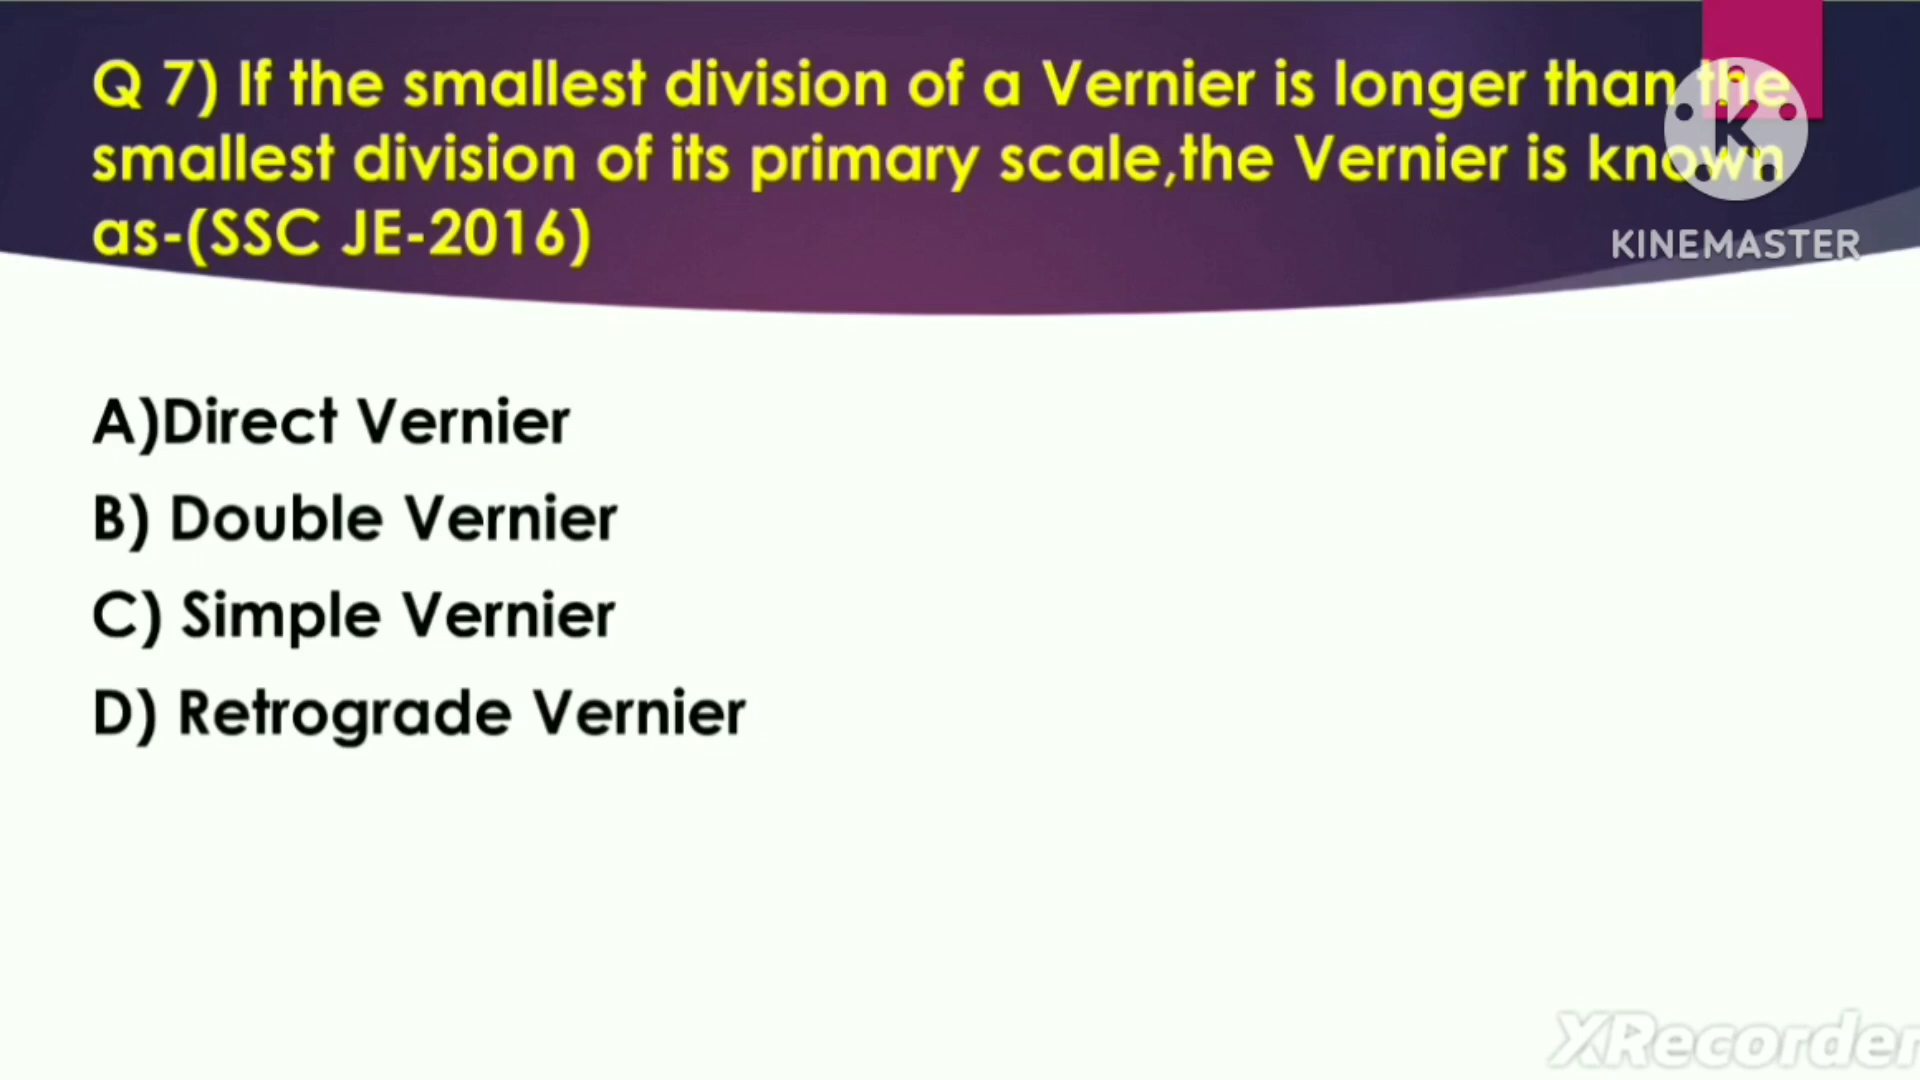 Q 7) If the smallest division of a Vernier is longer than the
smallest division of its primary scale,the Vernier is known
as-(SSC JE-2016)
K
KINEMASTER
A)Direct Vernier
B) Double Vernier
C) Simple Vernier
D) Retrograde Vernier
XRecorder